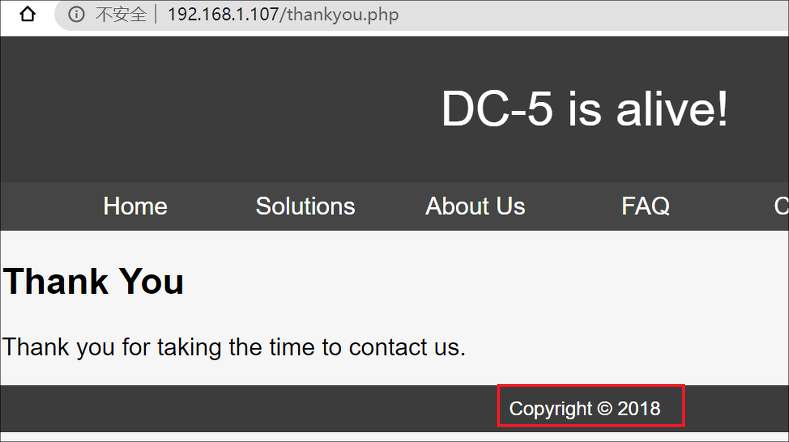 不安全 192.168.1.107/thankyou.php
DC-5 is alive!
Home Solutions About Us FAQ C
Thank You
Thank you for taking the time to contact us.
Copyright © 2018